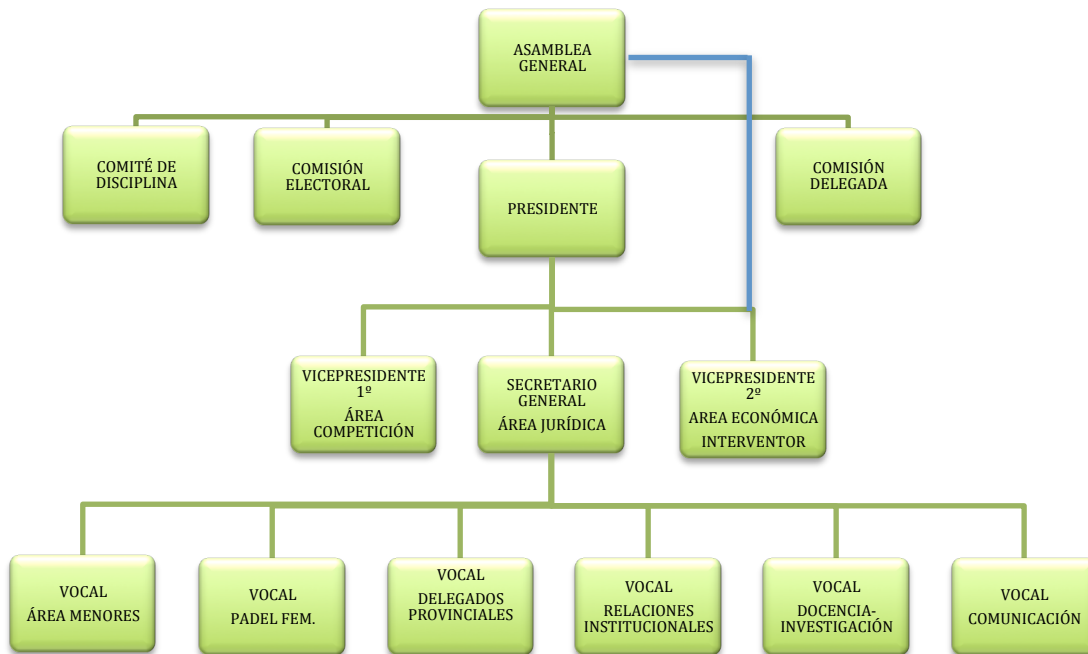 ASAMBLEA
GENERAL
COMITÉ DE
DISCIPLINA
COMISIÓN
ELECTORAL
PRESIDENTE
COMISIÓN
DELEGADA
VICEPRESIDENTE
1º
ÁREA
COMPETICIÓN
SECRETARIO
GENERAL
ÁREA JURÍDICA
VICEPRESIDENTE
2º
AREA ECONÓMICA
INTERVENTOR
VOCAL
ÁREA MENORES
VOCAL
PADEL FEM.
VOCAL
DELEGADOS
PROVINCIALES
VOCAL
RELACIONES
INSTITUCIONALES
VOCAL
DOCENCIA-
INVESTIGACIÓN
VOCAL
COMUNICACIÓN